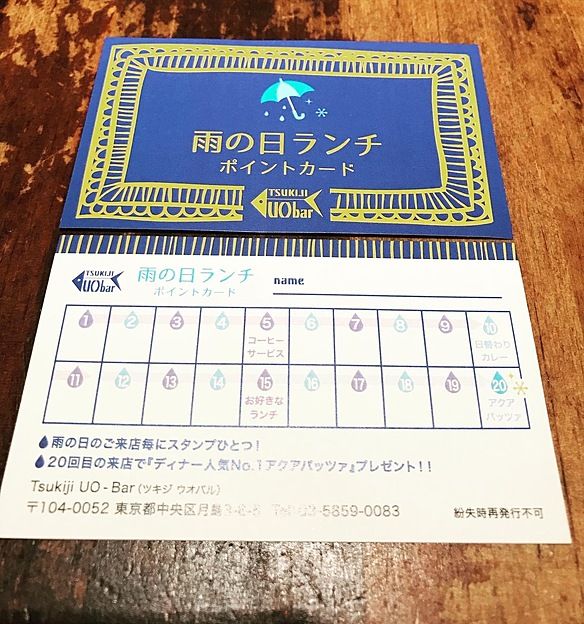 雨の日ランチ
ポイントカード
TSUKIJI
UO bar
TSUKIJI
UO bar
雨の日ランチ
ポイントカード
name
1 2 3 4 5 6 7 8 9 10
コーヒー
サービス
日替わり
カレー
11 12 13 14 15 16 17 18 19 20
お好きな
ランチ
アクア
パッツァ
雨の日のご来店毎にスタンプひとつ!
20回目の来店で『ディナー人気No.1アクアパッツァ』プレゼント!!
Tsukiji UO-Bar(ツキジ ウオバル)
〒104-0052 東京都中央区月島 Tel 03-5859-0083
紛失時再発行不可